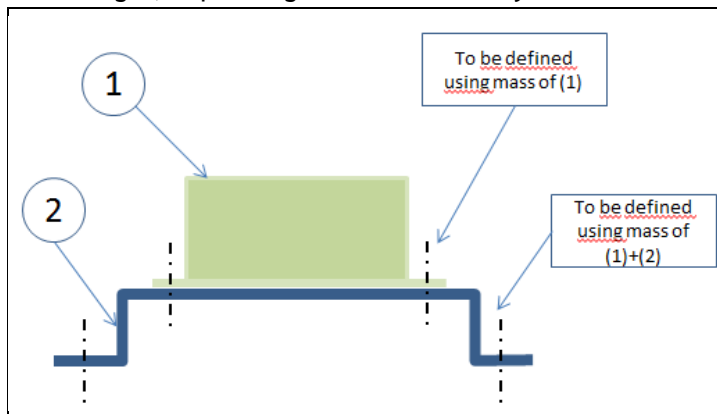 1
To be defined
using mass of (1)
2
To be defined
using mass of
(1)+(2)